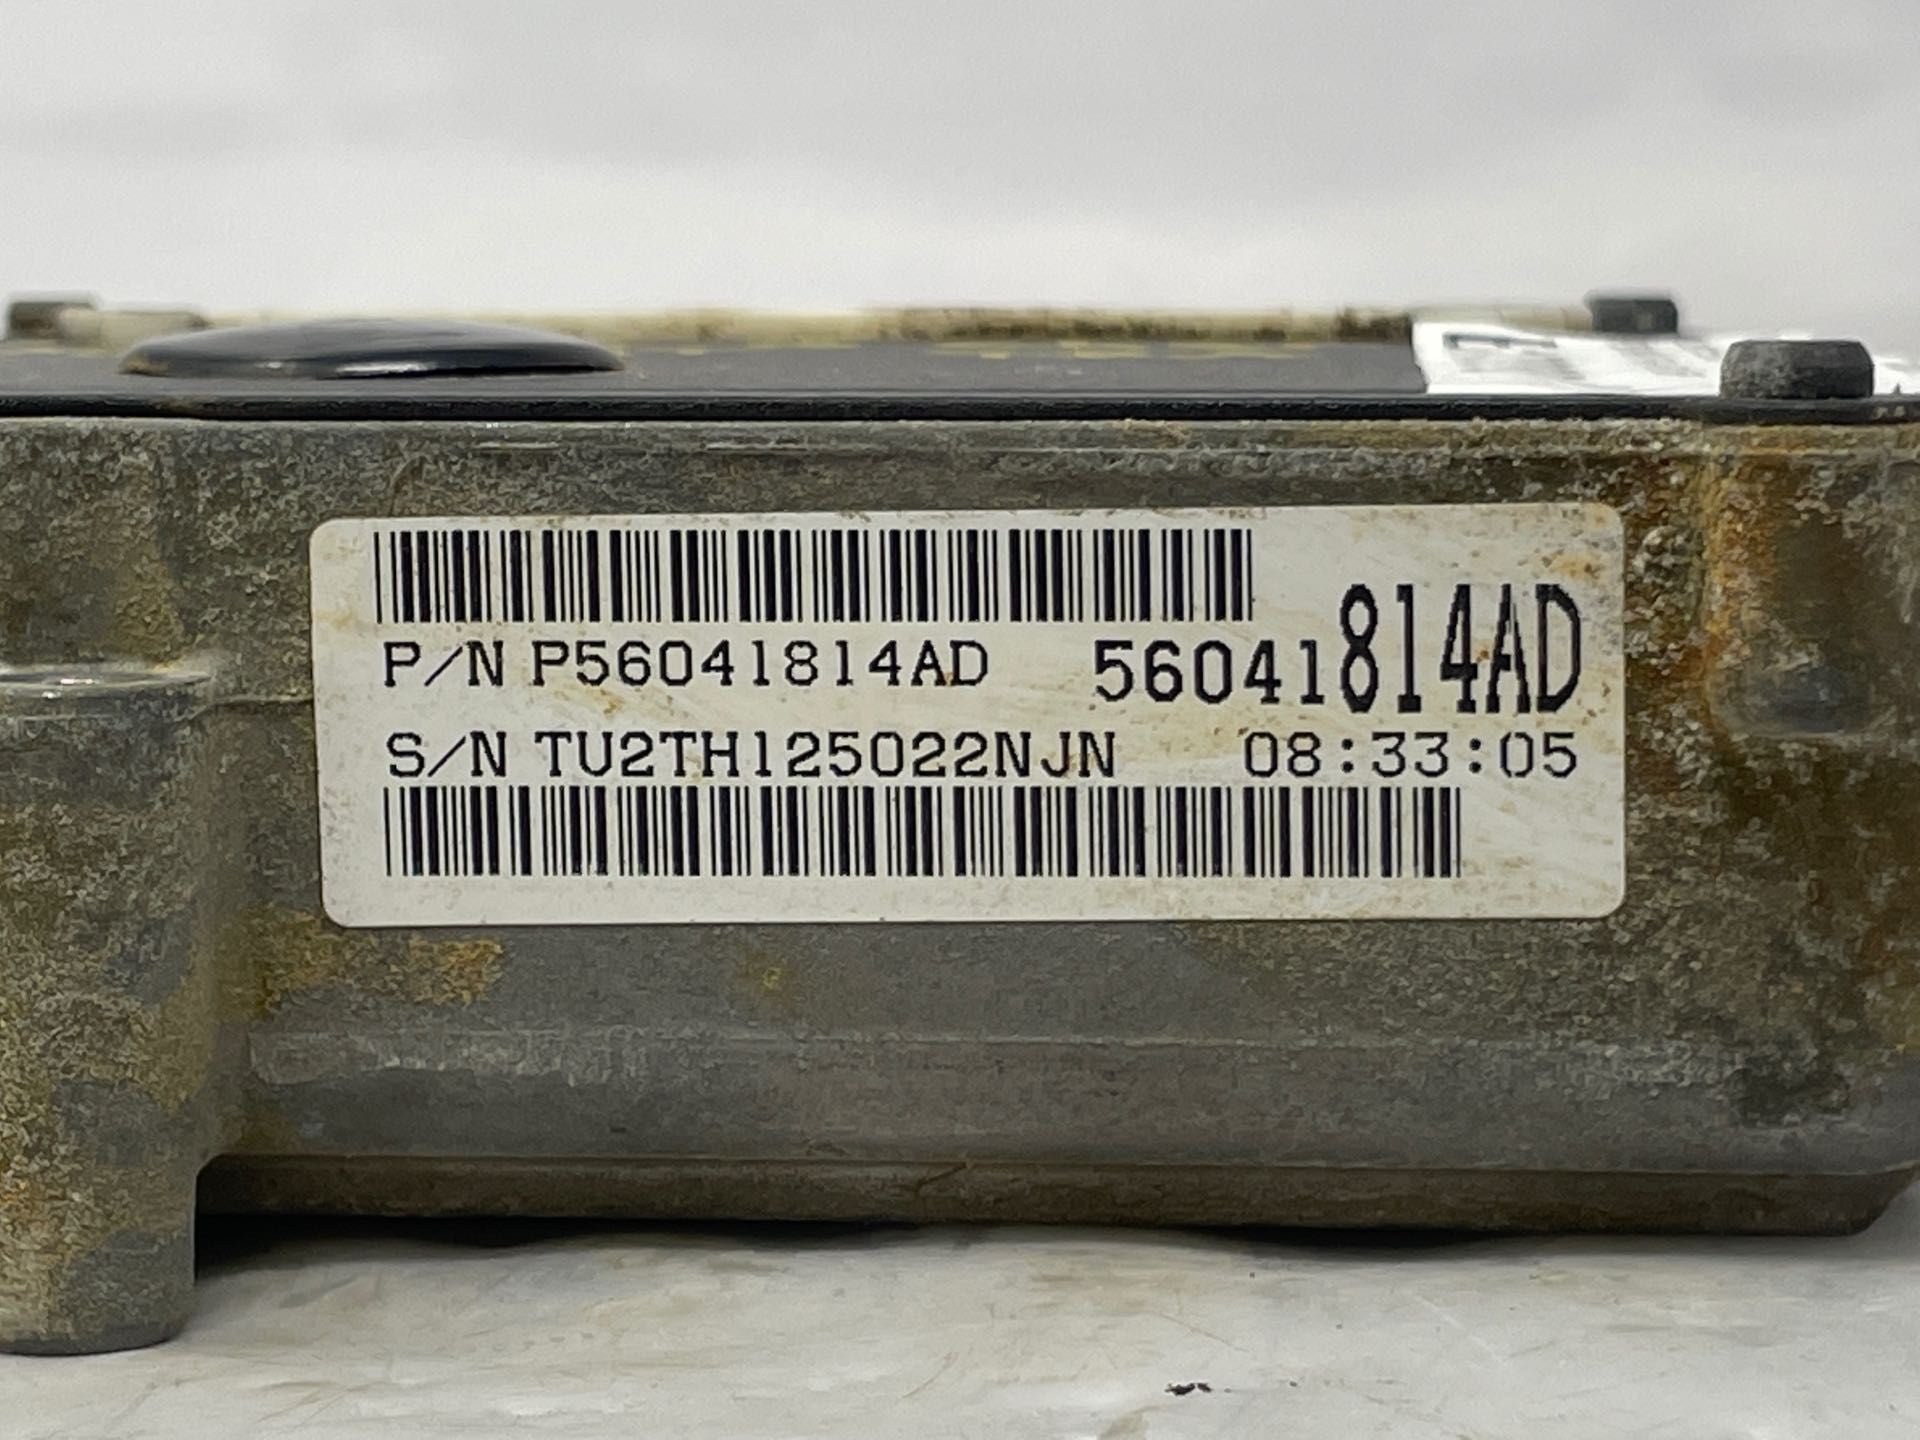 P/N P56041814AD 56041814AD
S/N TU2TH125022NJN 08:33:05